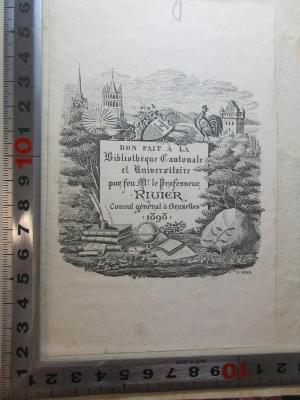 DON FAIT À LA
Bibliothèque Cantonale
et Universitaire
par feu Mr. le Professeur
RIVIER
Consul général à Bruxelles
1898